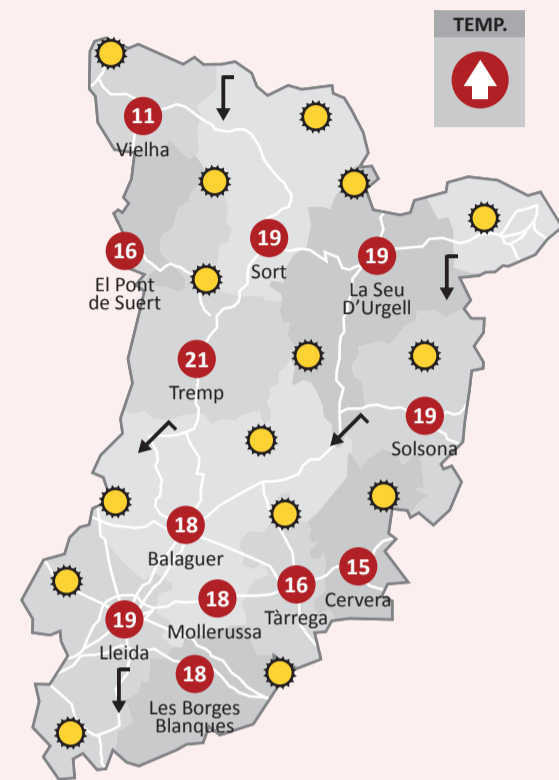 TEMP.
11
Vielha
16
El Pont
de Suert
19
Sort
19
La Seu
D'Urgell
21
Tremp
19
Solsona
18
Balaguer
15
Cervera
16
Tàrrega
18
Mollerussa
19
Lleida
18
Les Borges
Blanques